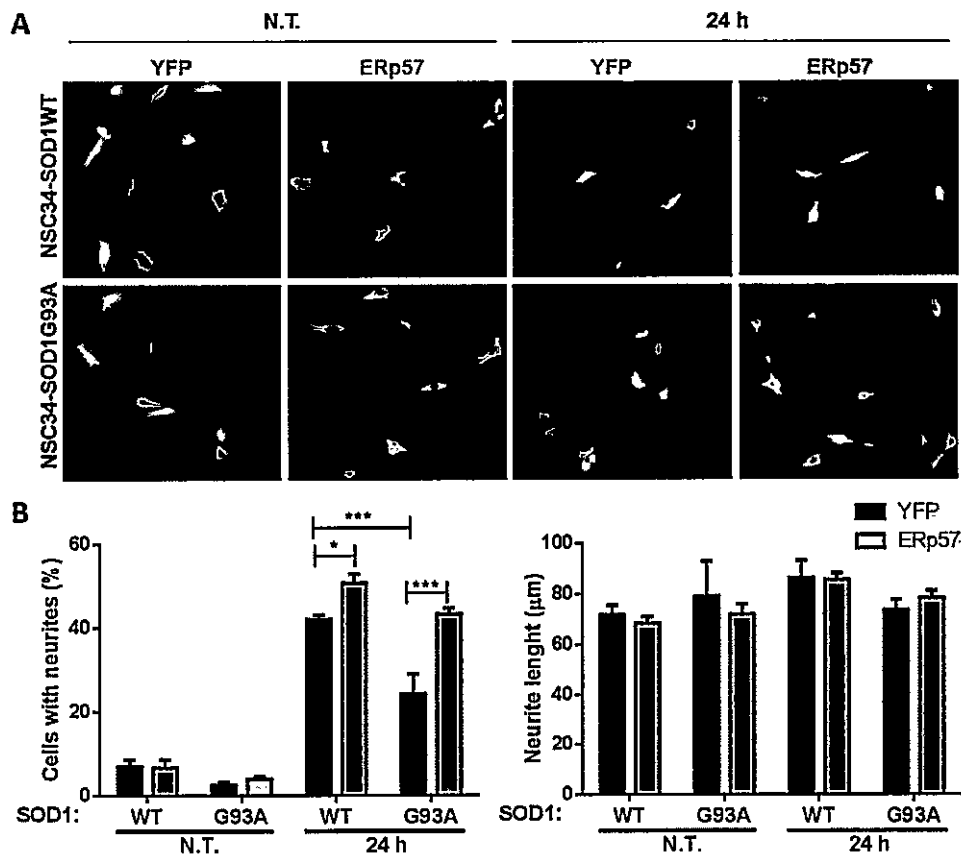 A
N.T.
24 h
YFP
ERp57
YFP
ERp57
NSC34-SOD1WT
NSC34-SOD1G93A
B
Cells with neurites (%)
60
40
20
0
***
*
***
SOD1:
WT
G93A
WT
G93A
N.T.
24 h
YFP
ERp57
Neurite lenght (µm)
100
80
60
40
20
0
SOD1:
WT
G93A
WT
G93A
N.T.
24 h